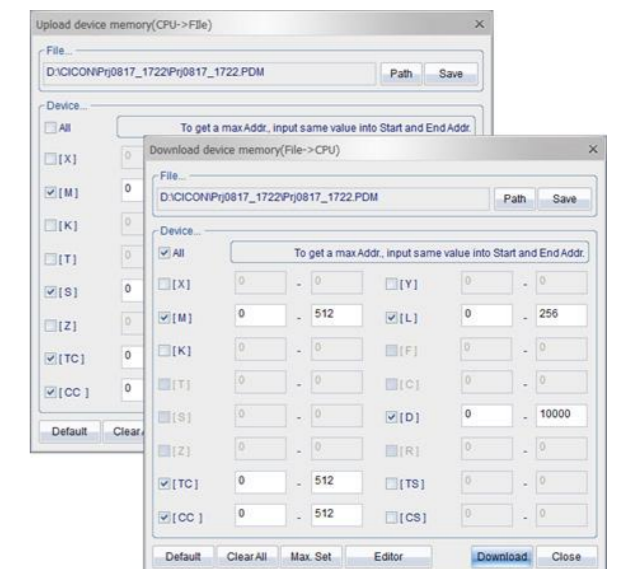 Upload device memory(CPU->File)
File...
D:\CICON\Prj0817_1722\Prj0817_1722.PDM Path Save
Device...
All To get a max Addr., input same value into Start and End Addr.
[X] 0
[M] 0
[K] 0
[T] 0
[S] 0
[Z] 0
[TC] 0
[CC ] 0
Default Clear
Download device memory(File->CPU)
File...
D:\CICON\Prj0817_1722\Prj0817_1722.PDM Path Save
Device...
All To get a max Addr., input same value into Start and End Addr.
[X] 0 - 0 [Y] 0 - 0
[M] 0 - 512 [L] 0 - 256
[K] 0 - 0 [F] 0 - 0
[T] 0 - 0 [C] 0 - 0
[S] 0 - 0 [D] 0 - 10000
[Z] 0 - 0 [R] 0 - 0
[TC] 0 - 512 [TS] 0 - 0
[CC ] 0 - 512 [CS] 0 - 0
Default Clear All Max. Set Editor Download Close